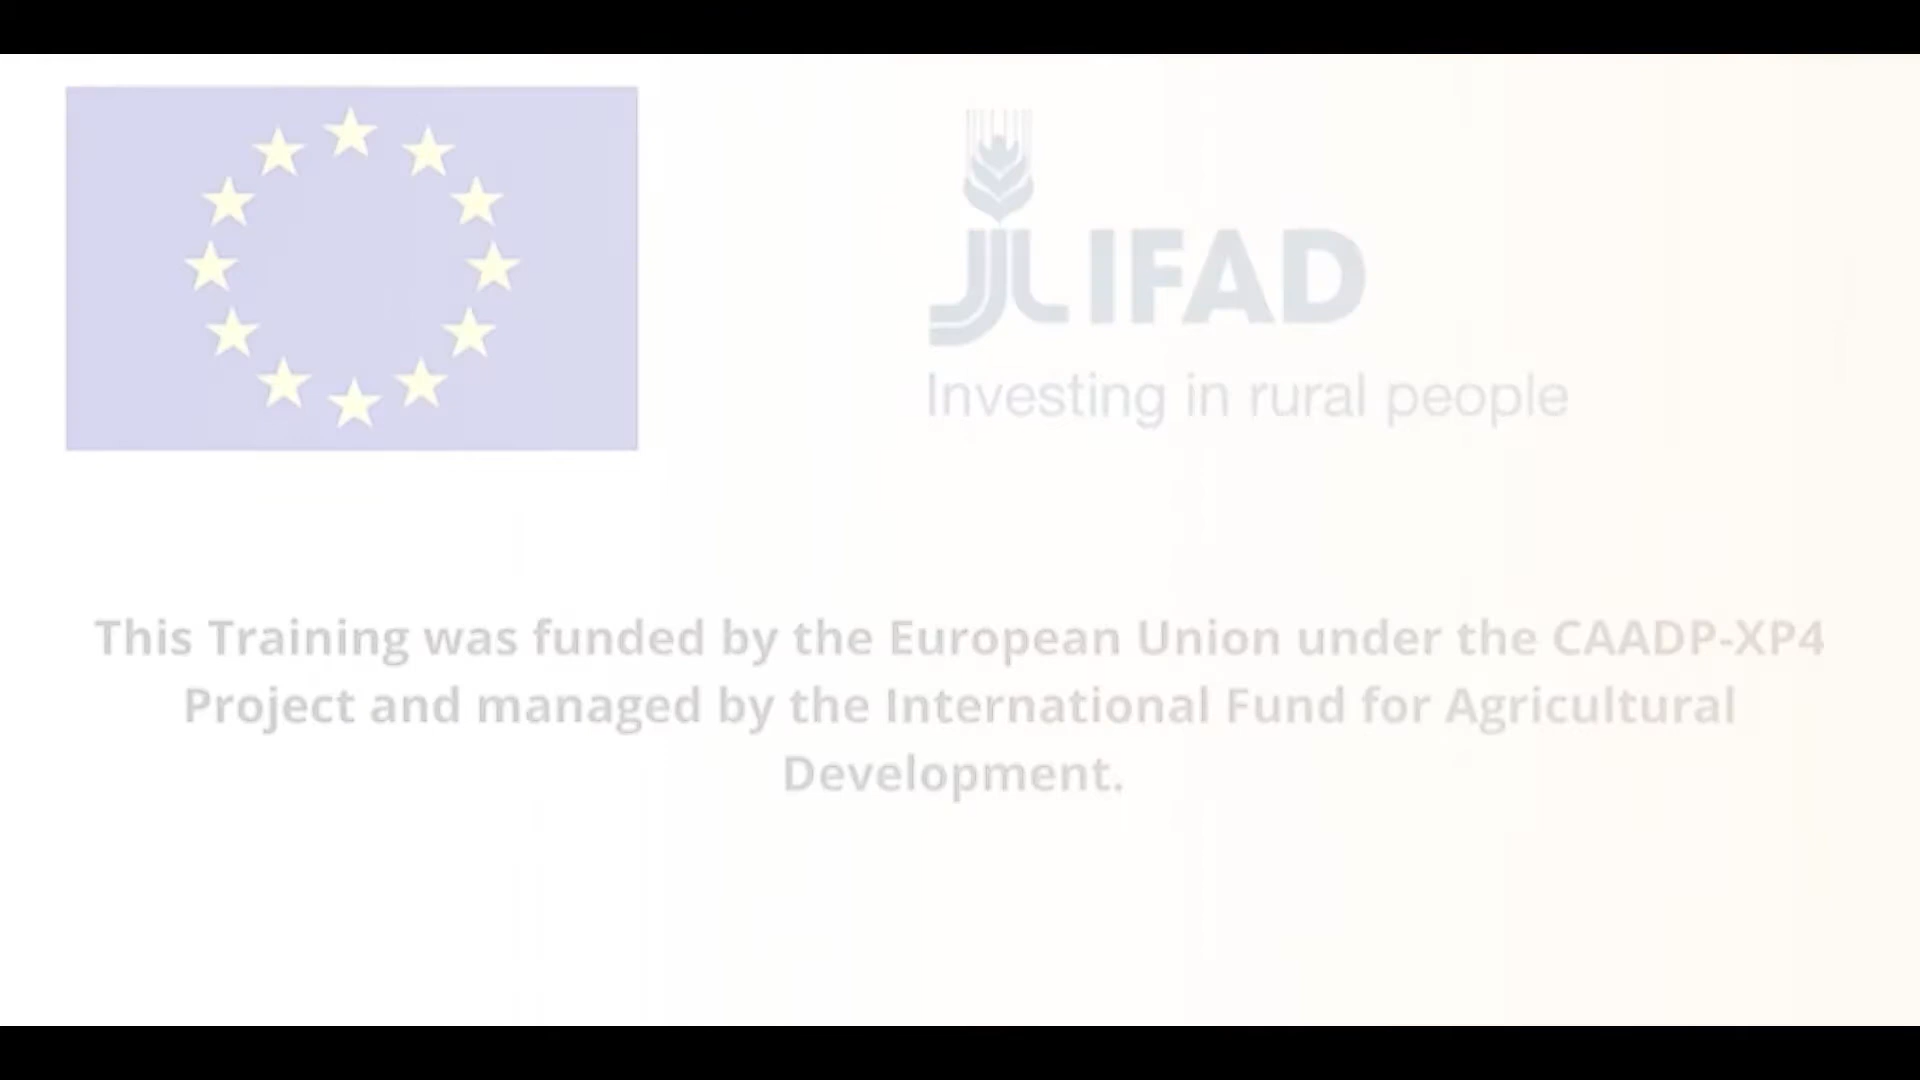 IFAD
Investing in rural people
This Training was funded by the European Union under the CAADP-XP4
Project and managed by the International Fund for Agricultural
Development.